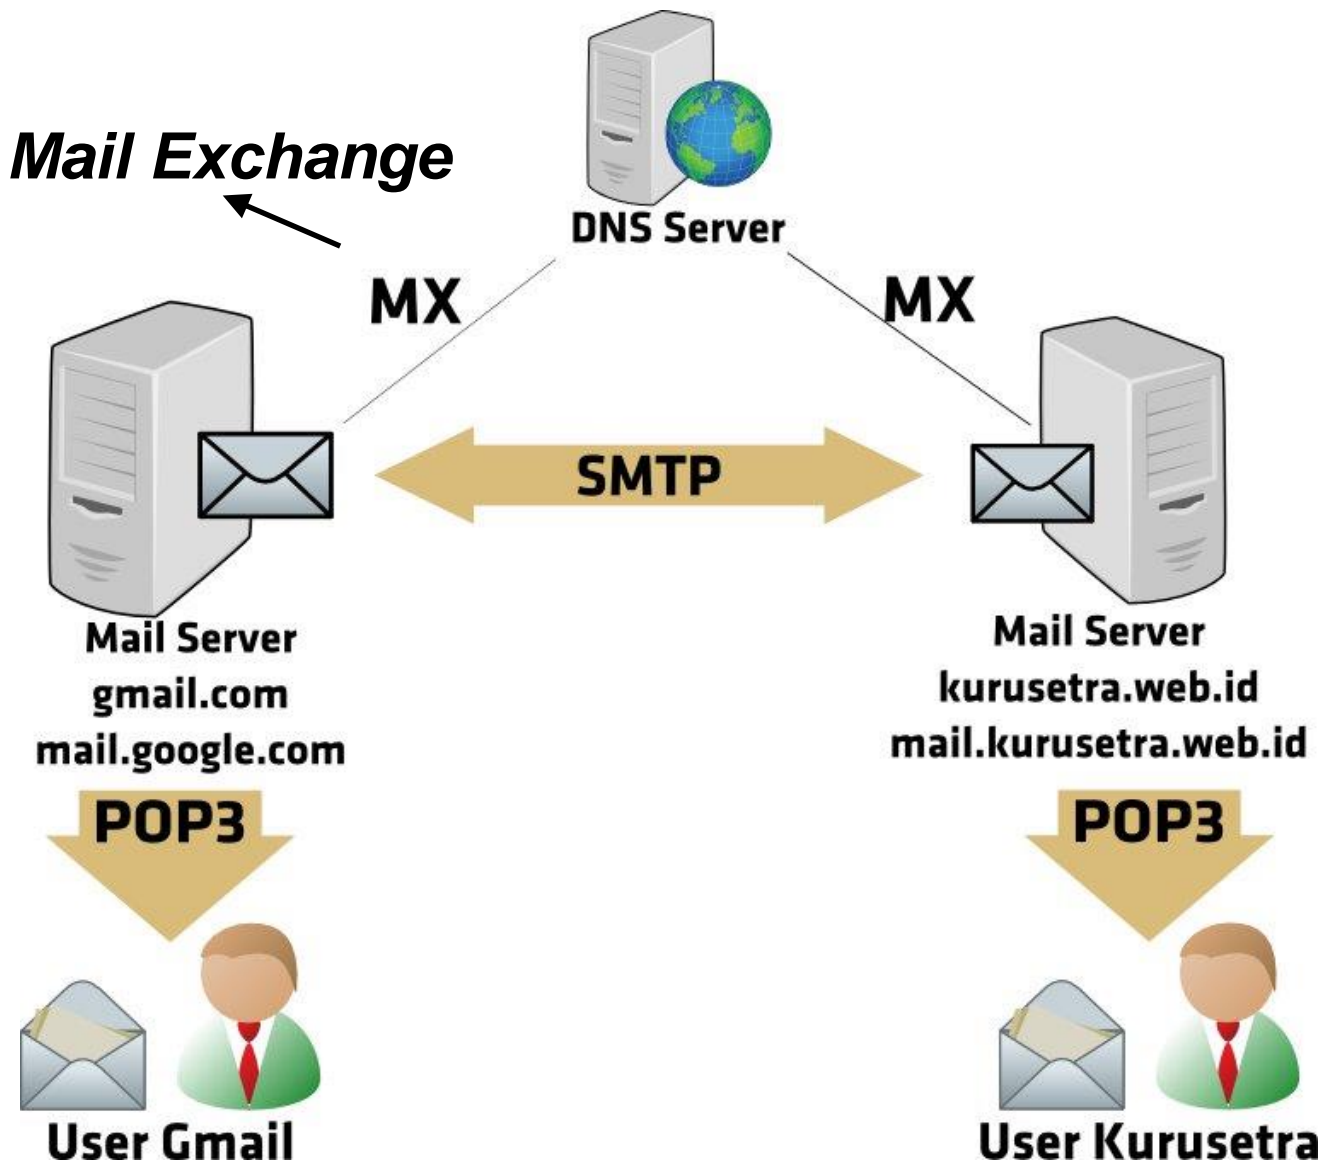 Mail Exchange
DNS Server
MX
MX
SMTP
Mail Server
gmail.com
mail.google.com
Mail Server
kurusetra.web.id
mail.kurusetra.web.id
POP3
POP3
User Gmail
User Kurusetra